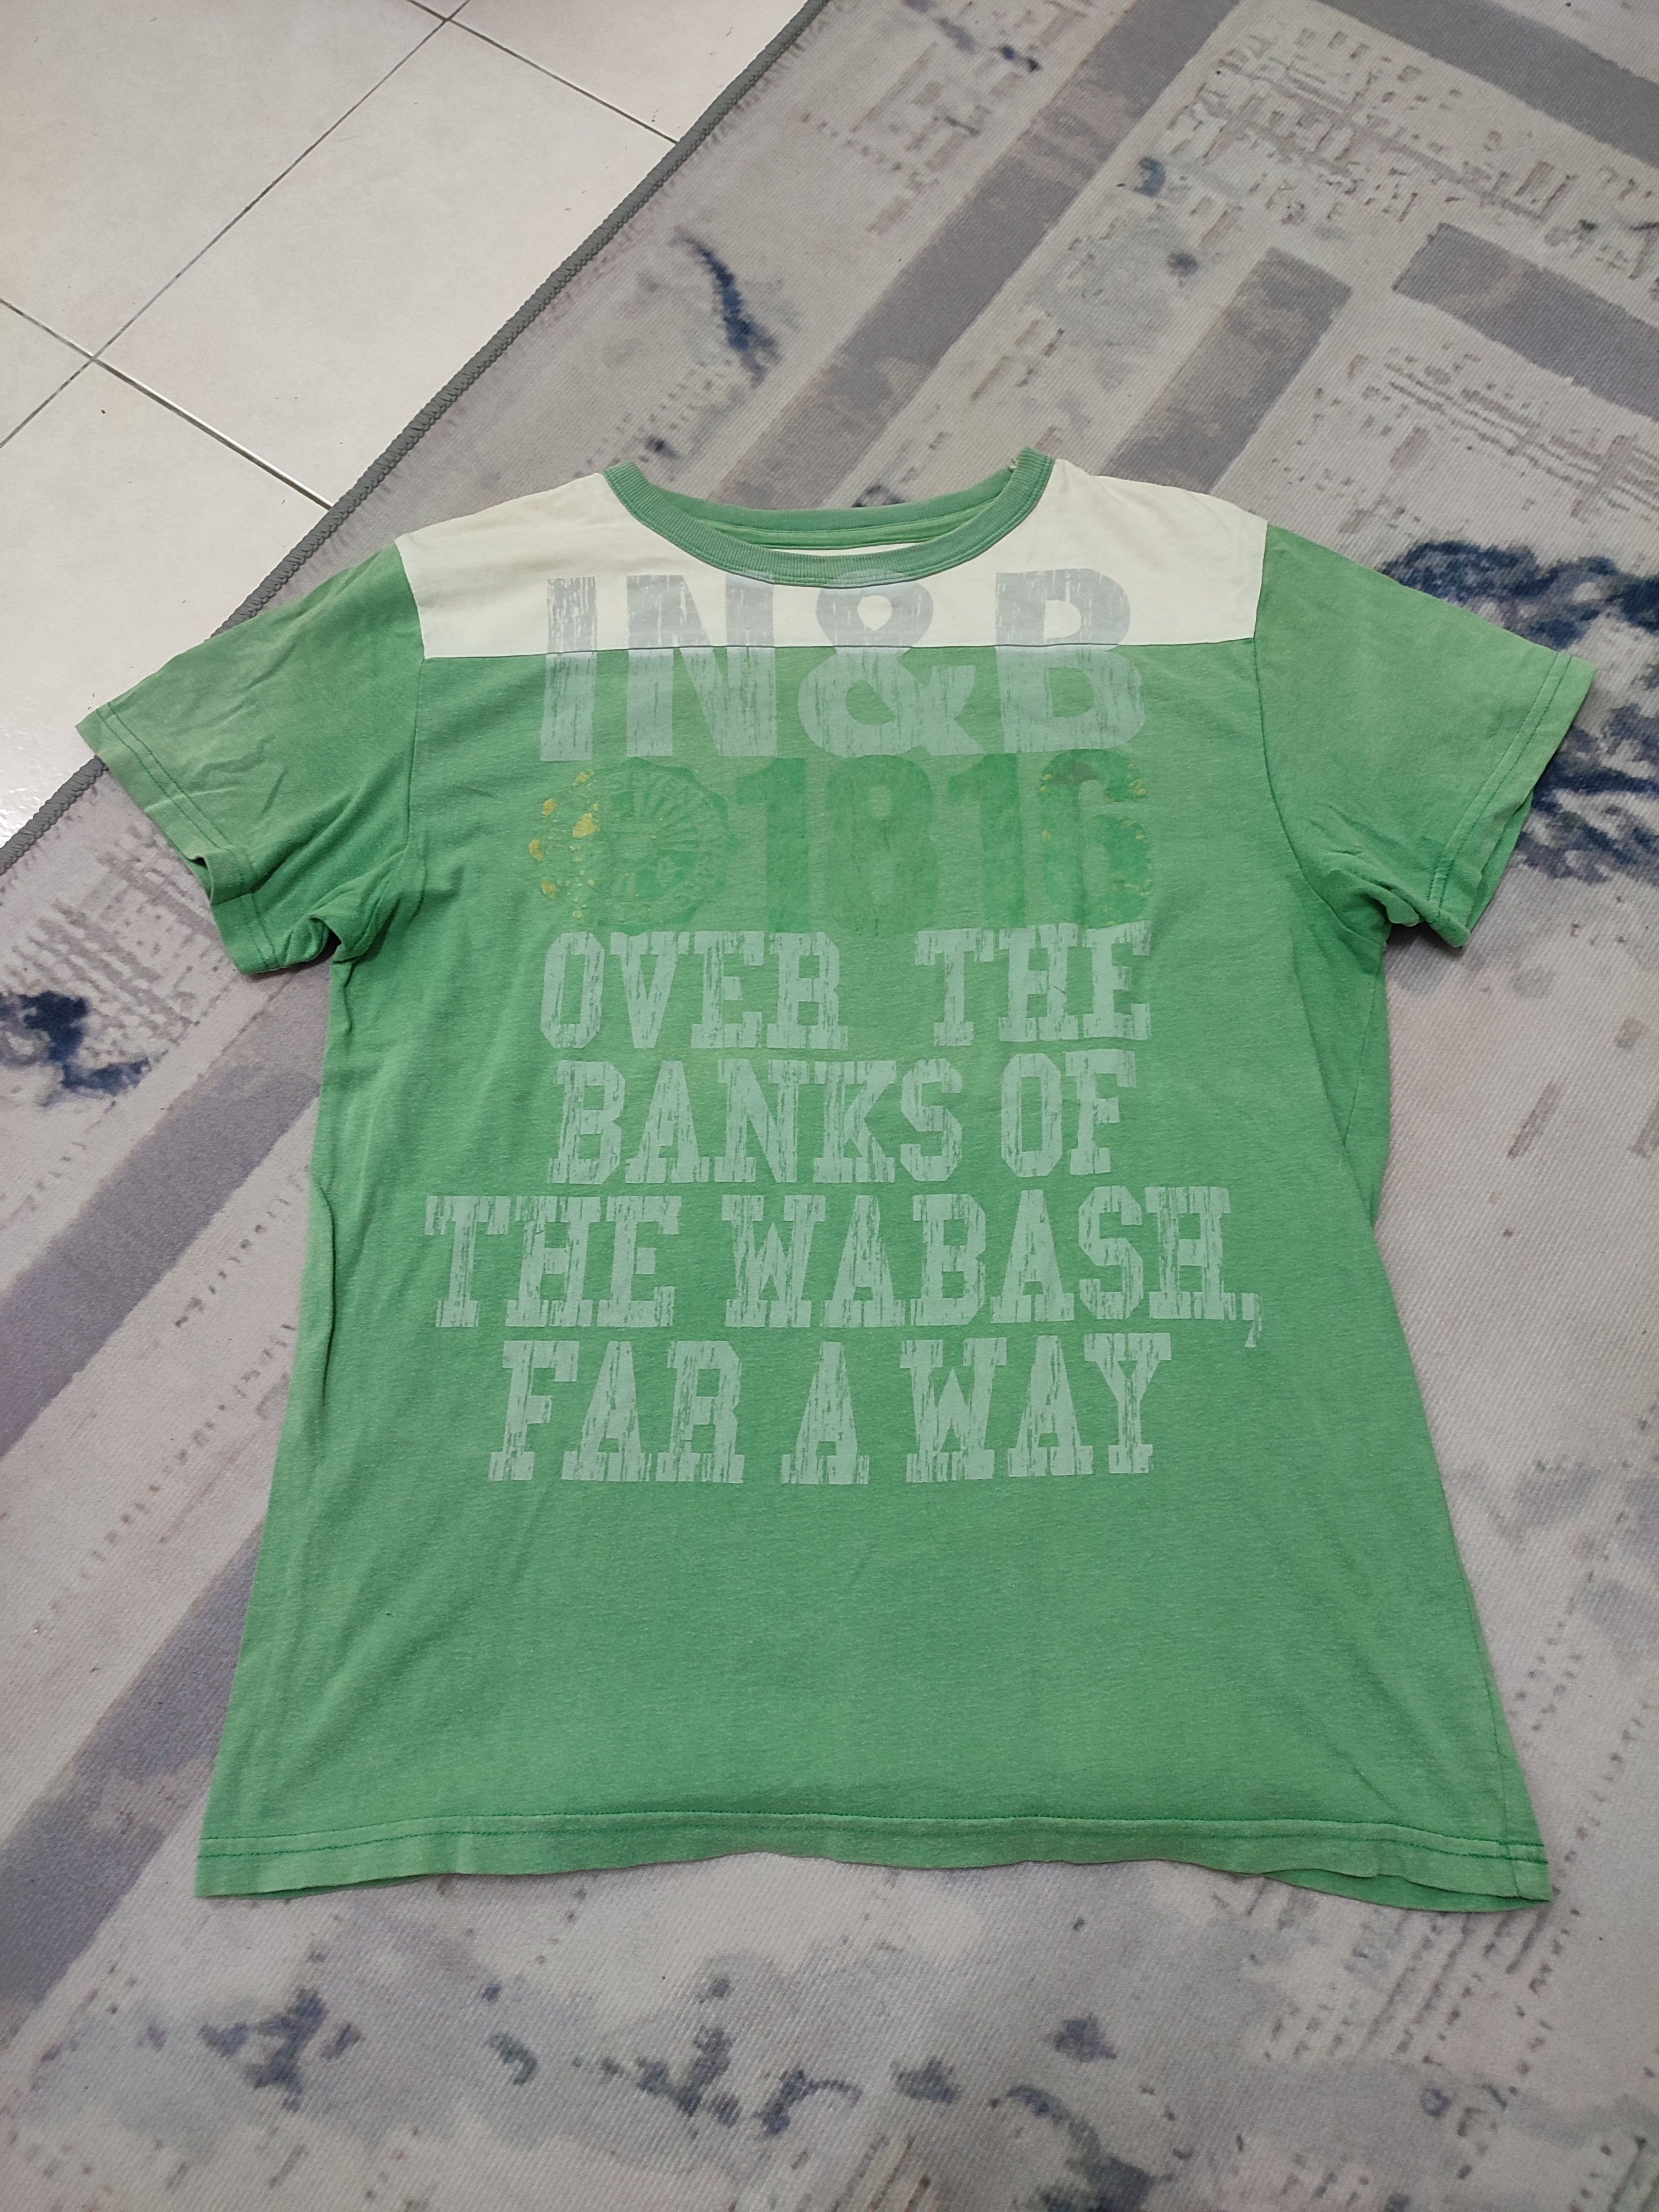 IN&B
1816
OVER THE
BANKS OF
THE WABASH,
FAR A WAY